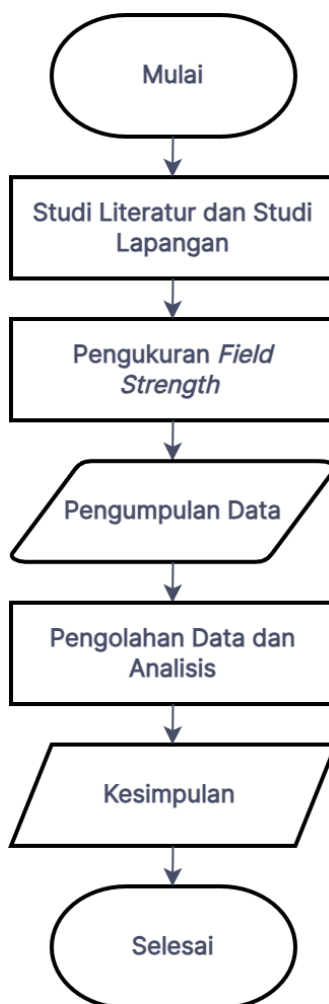 Mulai
Studi Literatur dan Studi
Lapangan
Pengukuran Field
Strength
Pengumpulan Data
Pengolahan Data dan
Analisis
Kesimpulan
Selesai